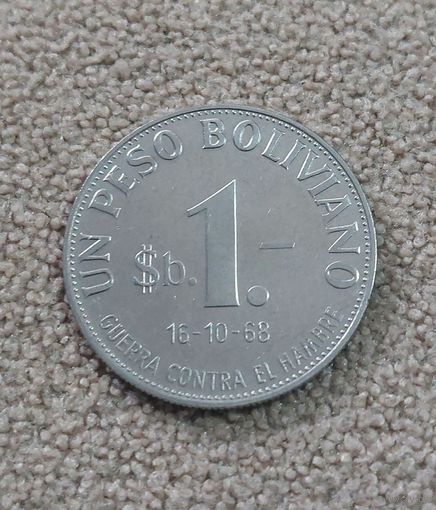 UN PESO BOLIVIANO
$b. 1.-
16-10-68
GUERRA CONTRA EL HAMBRE